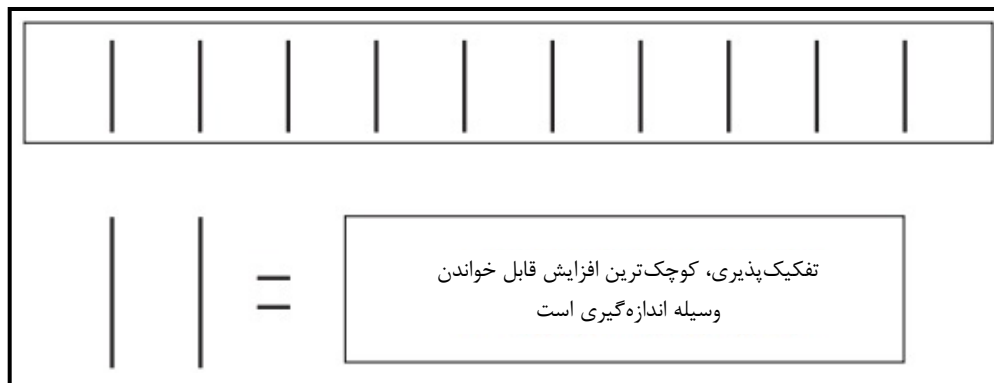 تفکیک‌پذیری، کوچک‌ترین افزایش قابل خواندن
وسیله اندازه‌گیری است